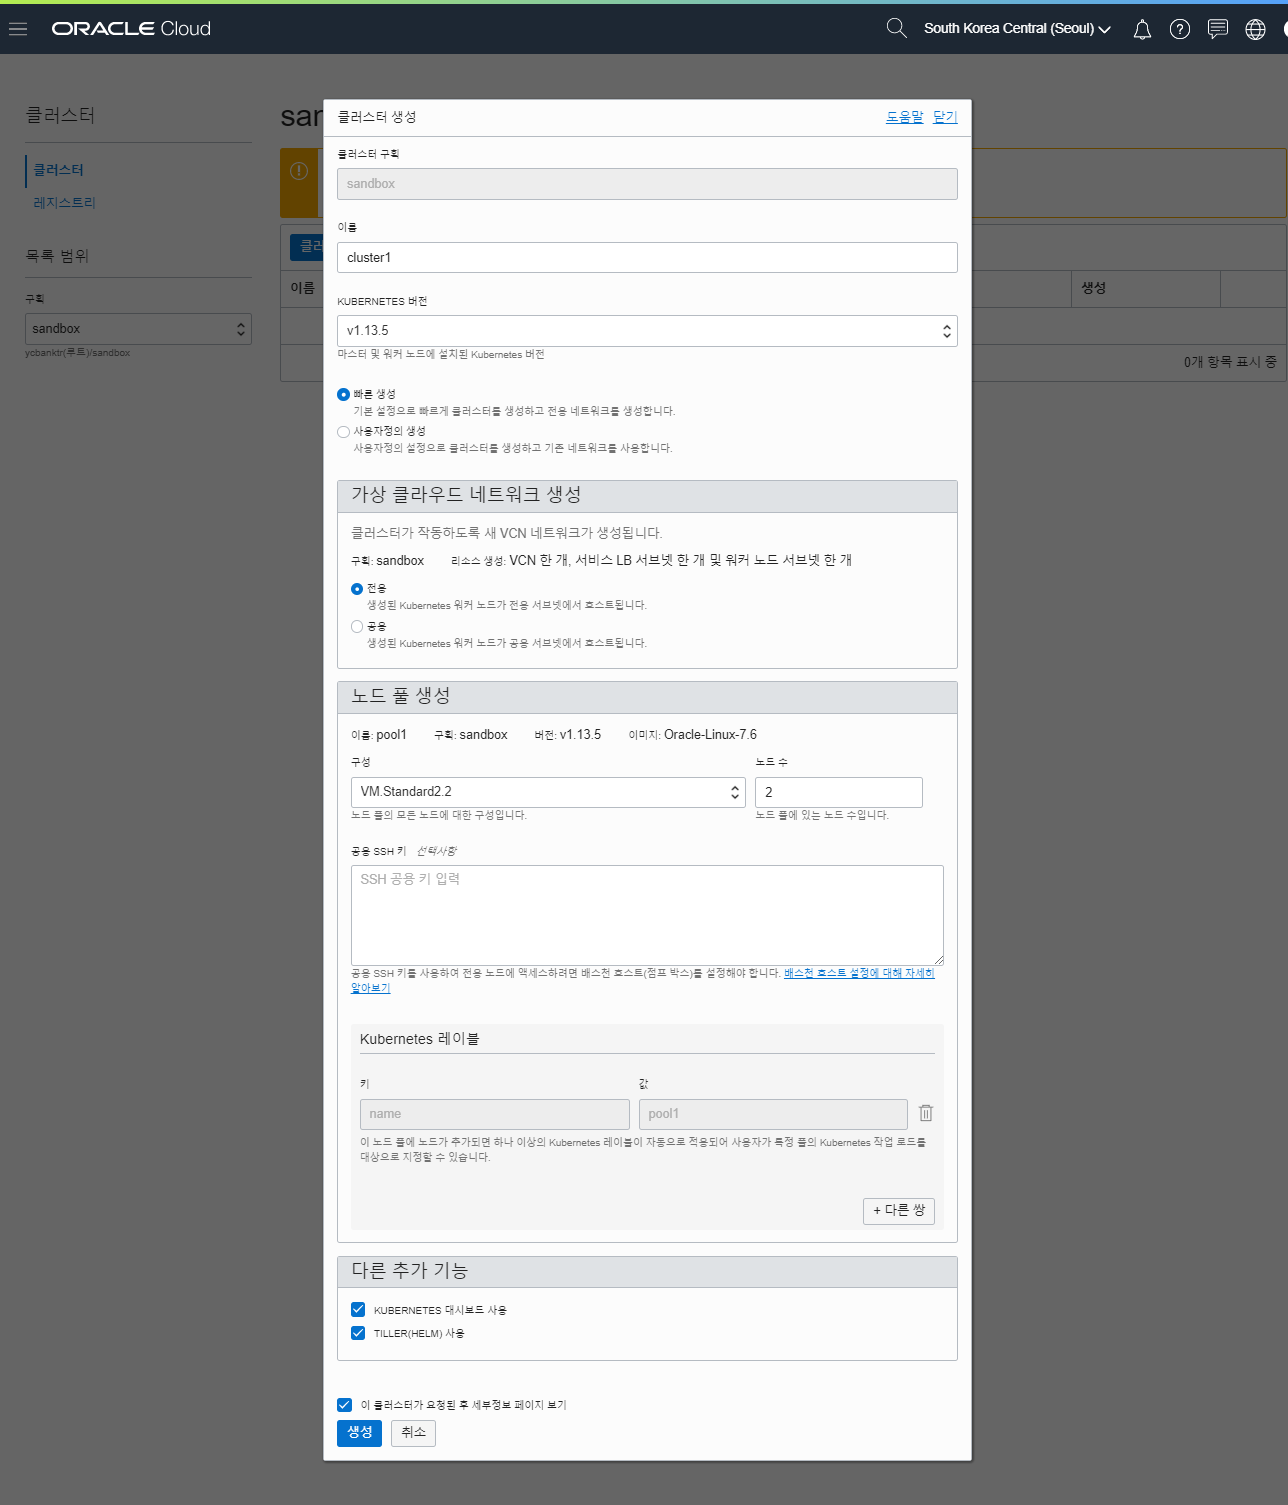 ORACLE Cloud
South Korea Central (Seoul)
클러스터
클러스터
레지스트리
목록 범위
구획
sandbox
ycbanktr(루트)/sandbox
san
클러
이름
생성
0개 항목 표시 중
클러스터 생성
도움말 닫기
클러스터 구획
sandbox
이름
cluster1
KUBERNETES 버전
v1.13.5
마스터 및 워커 노드에 설치된 Kubernetes 버전
빠른 생성
기본 설정으로 빠르게 클러스터를 생성하고 전용 네트워크를 생성합니다.
사용자정의 생성
사용자정의 설정으로 클러스터를 생성하고 기존 네트워크를 사용합니다.
가상 클라우드 네트워크 생성
클러스터가 작동하도록 새 VCN 네트워크가 생성됩니다.
구획: sandbox 리소스 생성: VCN 한 개, 서비스 LB 서브넷 한 개 및 워커 노드 서브넷 한 개
전용
생성된 Kubernetes 워커 노드가 전용 서브넷에서 호스트됩니다.
공용
생성된 Kubernetes 워커 노드가 공용 서브넷에서 호스트됩니다.
노드 풀 생성
이름: pool1 구획: sandbox 버전: v1.13.5 이미지: Oracle-Linux-7.6
구성 노드 수
VM.Standard2.2 2
노드 풀의 모든 노드에 대한 구성입니다. 노드 풀에 있는 노드 수입니다.
공용 SSH 키 선택사항
SSH 공용 키 입력
공용 SSH 키를 사용하여 전용 노드에 액세스하려면 배스천 호스트(점프 박스)를 설정해야 합니다. 배스천 호스트 설정에 대해 자세히
알아보기
Kubernetes 레이블
키 값
name pool1
이 노드 풀에 노드가 추가되면 하나 이상의 Kubernetes 레이블이 자동으로 적용되어 사용자가 특정 풀의 Kubernetes 작업 로드를
대상으로 지정할 수 있습니다.
+ 다른 쌍
다른 추가 기능
KUBERNETES 대시보드 사용
TILLER(HELM) 사용
이 클러스터가 요청된 후 세부정보 페이지 보기
생성 취소